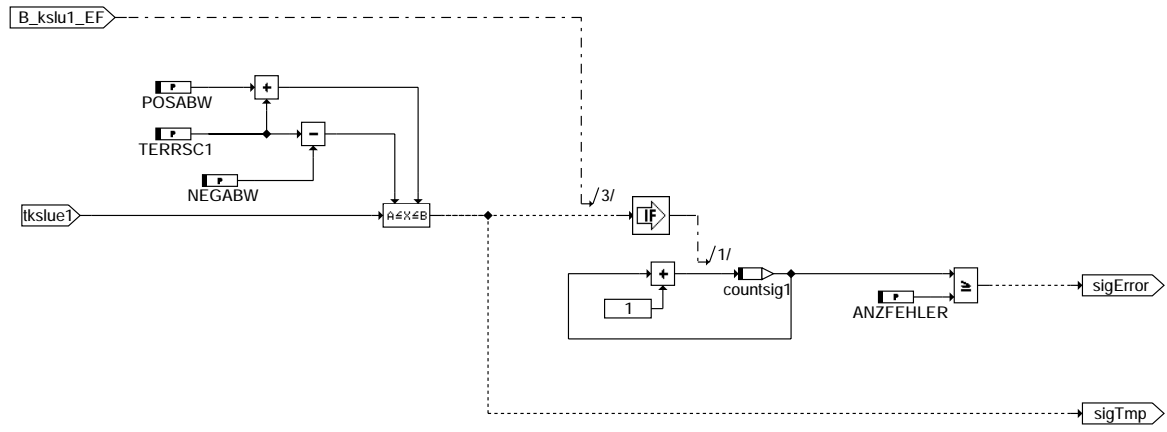 B_kslu1_EF
P
+
POSABW
P
TERRSC1
-
P
NEGABW
tkslue1
A≤X≤B
/3/
IF
/1/
+
countsig1
1
P
ANZFEHLER
≥
sigError
sigTmp